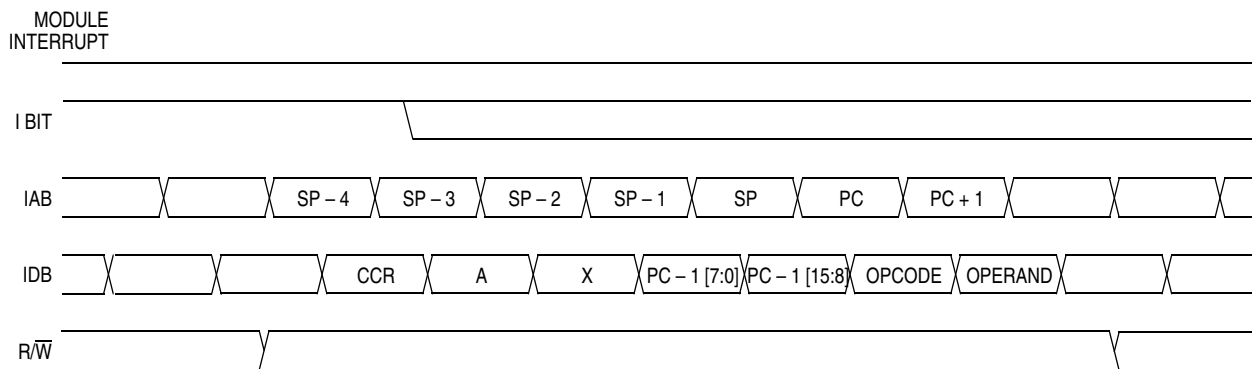 MODULE
INTERRUPT
I BIT
IAB SP – 4 SP – 3 SP – 2 SP – 1 SP PC PC + 1
IDB CCR A X PC – 1 [7:0] PC – 1 [15:8] OPCODE OPERAND
R/W̅